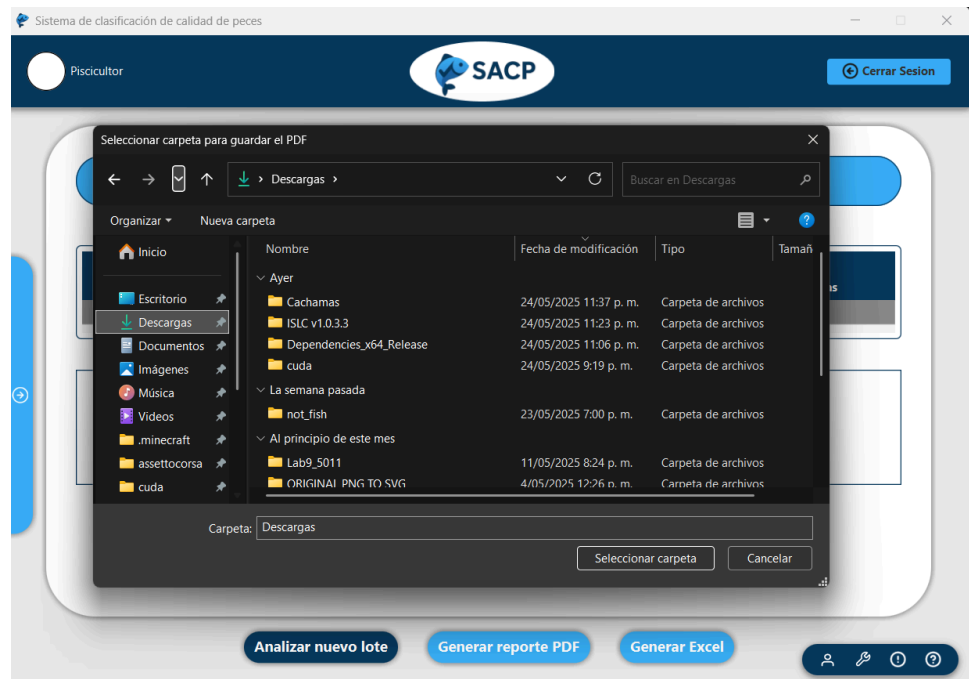 Sistema de clasificación de calidad de peces
Piscicultor
SACP
Cerrar Sesion
Seleccionar carpeta para guardar el PDF
Descargas
Buscar en Descargas
Organizar
Nueva carpeta
Inicio
Escritorio
Descargas
Documentos
Imágenes
Música
Videos
.minecraft
assettocorsa
cuda
Nombre Fecha de modificación Tipo Tamañ
Ayer
Cachamas 24/05/2025 11:37 p. m. Carpeta de archivos
ISLC v1.0.3.3 24/05/2025 11:23 p. m. Carpeta de archivos
Dependencies_x64_Release 24/05/2025 11:06 p. m. Carpeta de archivos
cuda 24/05/2025 9:19 p. m. Carpeta de archivos
La semana pasada
not_fish 23/05/2025 7:00 p. m. Carpeta de archivos
Al principio de este mes
Lab9_5011 11/05/2025 8:24 p. m. Carpeta de archivos
ORIGINAL PNG TO SVG 4/05/2025 12:26 p. m. Carpeta de archivos
as
Carpeta: Descargas
Seleccionar carpeta
Cancelar
Analizar nuevo lote
Generar reporte PDF
Generar Excel